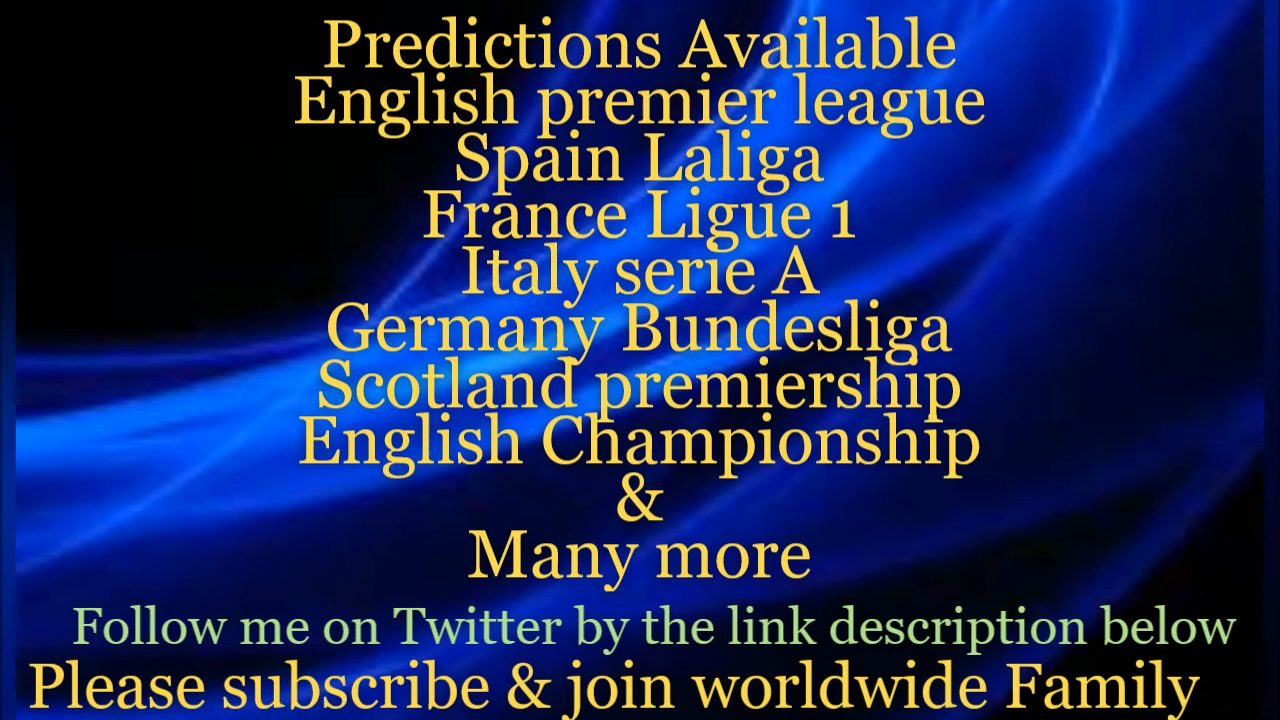 Predictions Available
English premier league
Spain Laliga
France Ligue 1
Italy serie A
Germany Bundesliga
Scotland premiership
English Championship
&
Many more
Follow me on Twitter by the link description below
Please subscribe & join worldwide Family